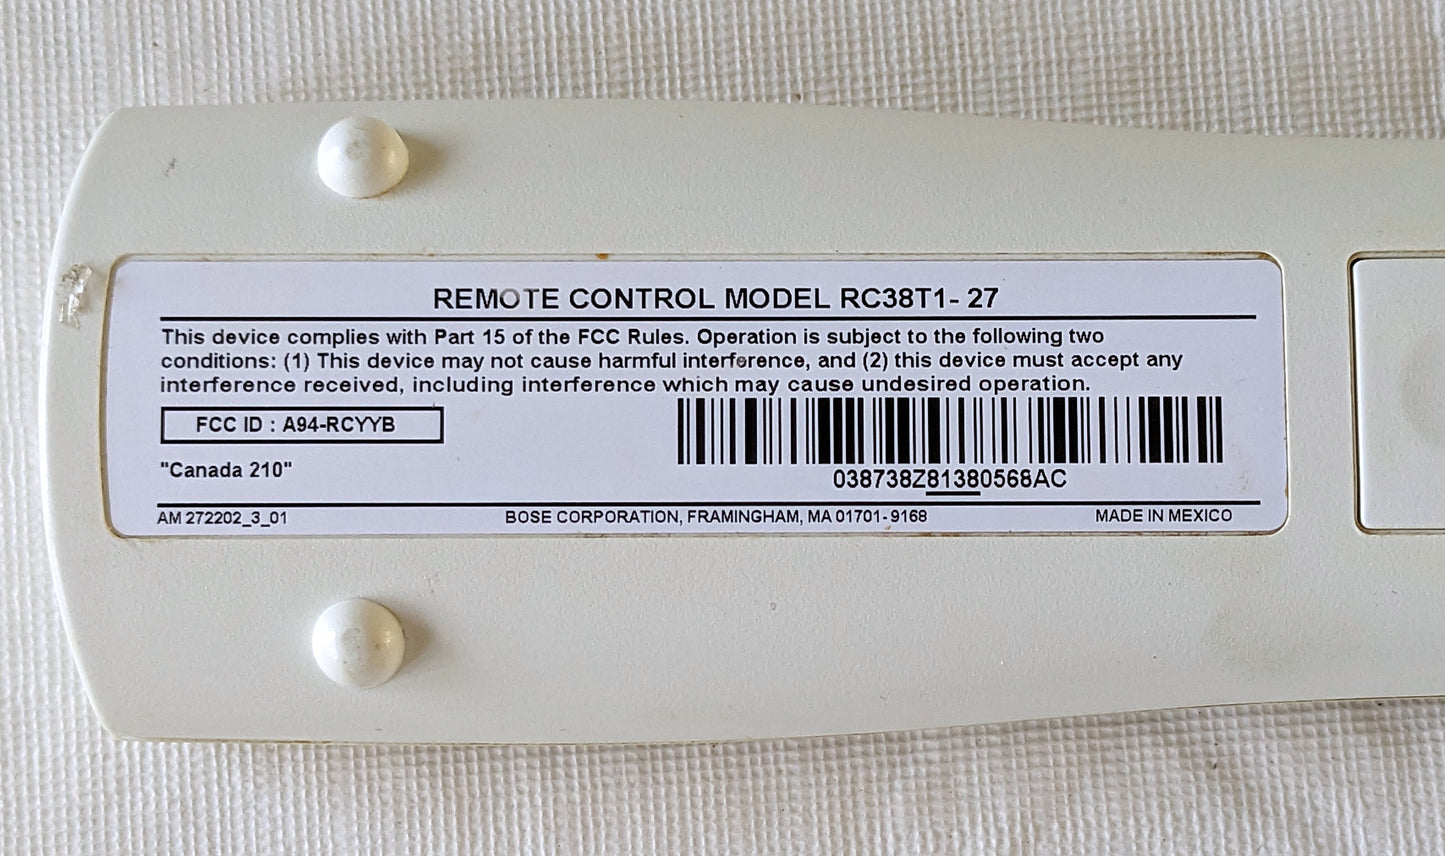 REMOTE CONTROL MODEL RC38T1- 27
This device complies with Part 15 of the FCC Rules. Operation is subject to the following two
conditions: (1) This device may not cause harmful interference, and (2) this device must accept any
interference received, including interference which may cause undesired operation.
FCC ID : A94-RCYYB
"Canada 210"
038738Z81380568AC
AM 272202_3_01 BOSE CORPORATION, FRAMINGHAM, MA 01701- 9168 MADE IN MEXICO